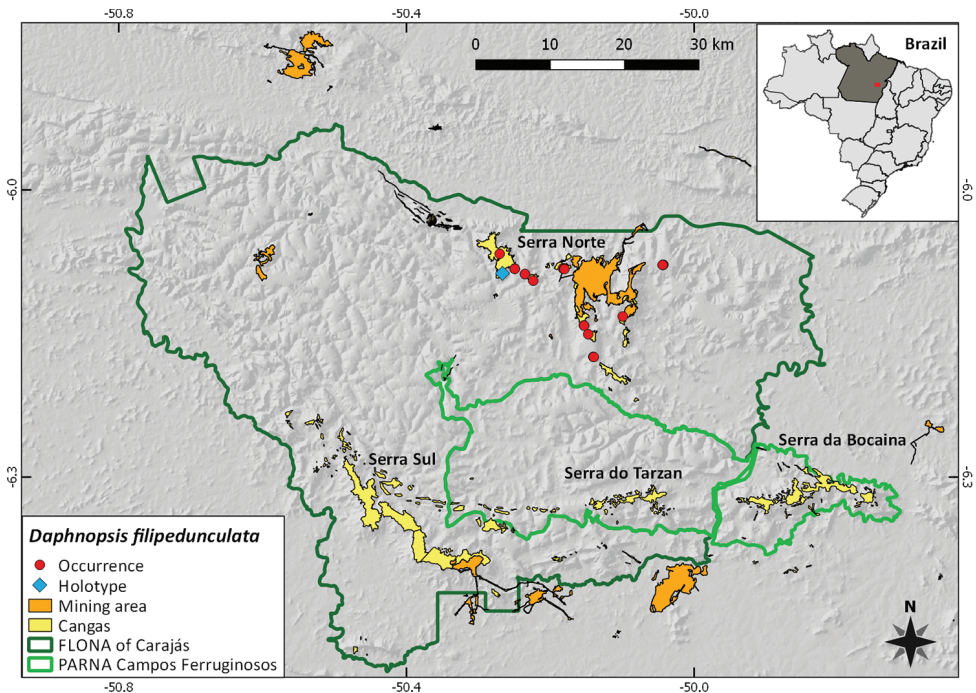 -50.8
-50.4
-50.0
0
10
20
30 km
Brazil
-6.0
-6.0
Serra Norte
Serra Sul
Serra do Tarzan
Serra da Bocaina
-6.3
-6.3
Daphnopsis filipedunculata
Occurrence
Holotype
Mining area
Cangas
FLONA of Carajás
PARNA Campos Ferruginosos
N
-50.8
-50.4
-50.0